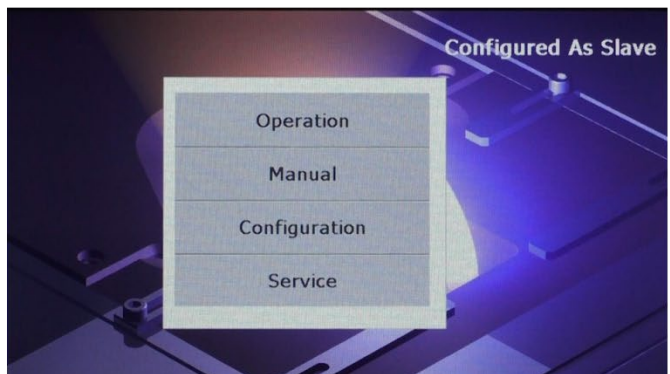 Configured As Slave
Operation
Manual
Configuration
Service